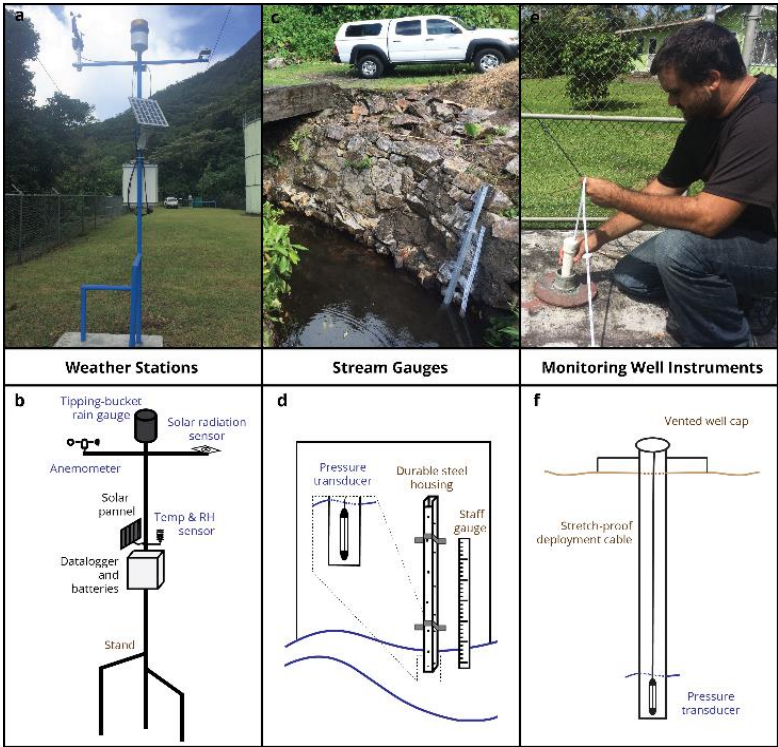 a
c
e
Weather Stations
Stream Gauges
Monitoring Well Instruments
b
Tipping-bucket
rain gauge
Solar radiation
sensor
Anemometer
Solar
pannel
Temp & RH
sensor
Datalogger
and
batteries
Stand
d
Pressure
transducer
Durable steel
housing
Staff
gauge
f
Vented well cap
Stretch-proof
deployment cable
Pressure
transducer